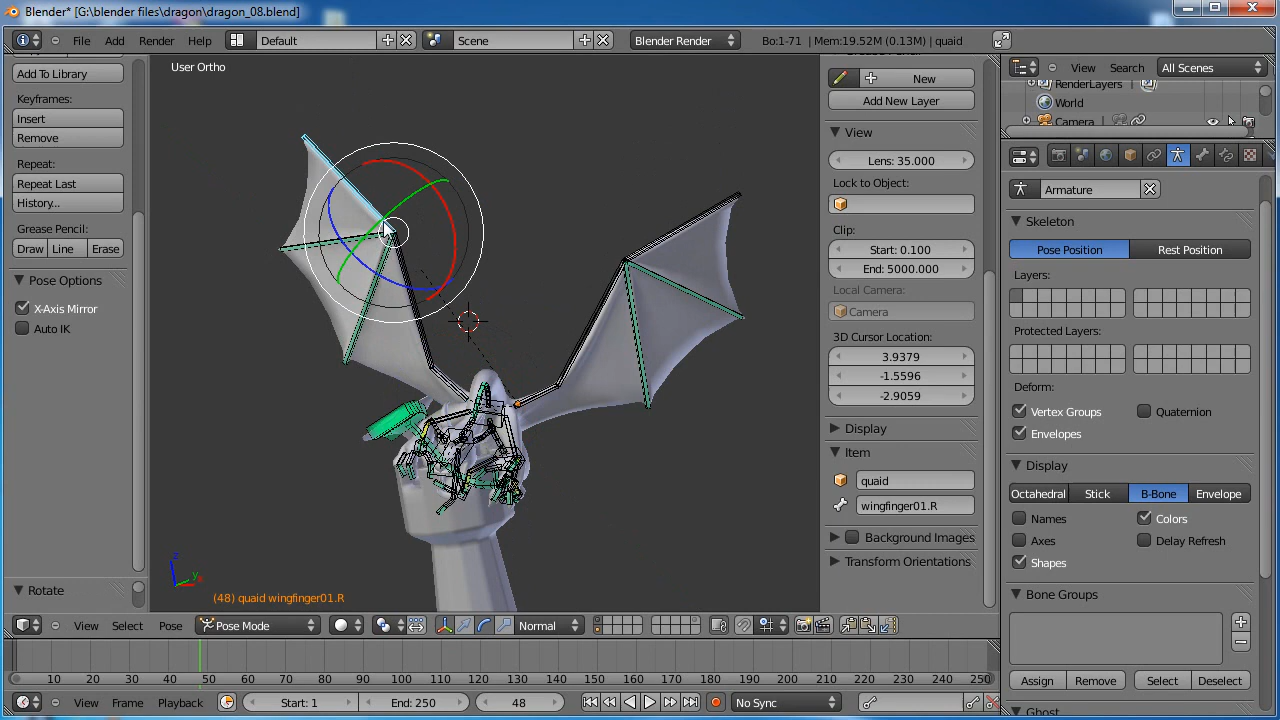 Blender* [G:\blender files\dragon\dragon_08.blend]
File Add Render Help Default Scene Blender Render Bo:1-71 | Mem:19.52M (0.13M) | quaid
Add To Library
Keyframes:
Insert
Remove
Repeat:
Repeat Last
History...
Grease Pencil:
Draw Line Erase
Pose Options
X-Axis Mirror
Auto IK
Rotate
User Ortho
z
y
(48) quaid wingfinger01.R
View Select Pose Pose Mode Normal
New
Add New Layer
View
Lens: 35.000
Lock to Object:
Clip:
Start: 0.100
End: 5000.000
Local Camera:
Camera
3D Cursor Location:
3.9379
-1.5596
-2.9059
Display
Item
quaid
wingfinger01.R
Background Images
Transform Orientations
View Search All Scenes
RenderLayers
World
Camera
Armature
Skeleton
Pose Position Rest Position
Layers:
Protected Layers:
Deform:
Vertex Groups Quaternion
Envelopes
Display
Octahedral Stick B-Bone Envelope
Names Colors
Axes Delay Refresh
Shapes
Bone Groups
Assign Remove Select Deselect
Ghost
10 20 30 40 50 60 70 80 90 100 110 120 130 140 150 160 170 180 190 200 210 220 230 240 250
View Frame Playback Start: 1 End: 250 48 No Sync